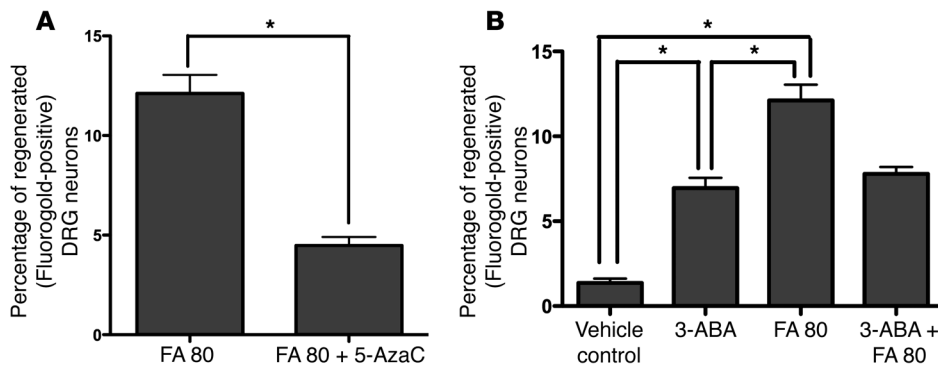 A
Percentage of regenerated
(Fluorogold-positive)
DRG neurons
15
10
5
0
*
FA 80
FA 80 + 5-AzaC
B
Percentage of regenerated
(Fluorogold-positive)
DRG neurons
15
10
5
0
*
*
*
Vehicle
control
3-ABA
FA 80
3-ABA +
FA 80